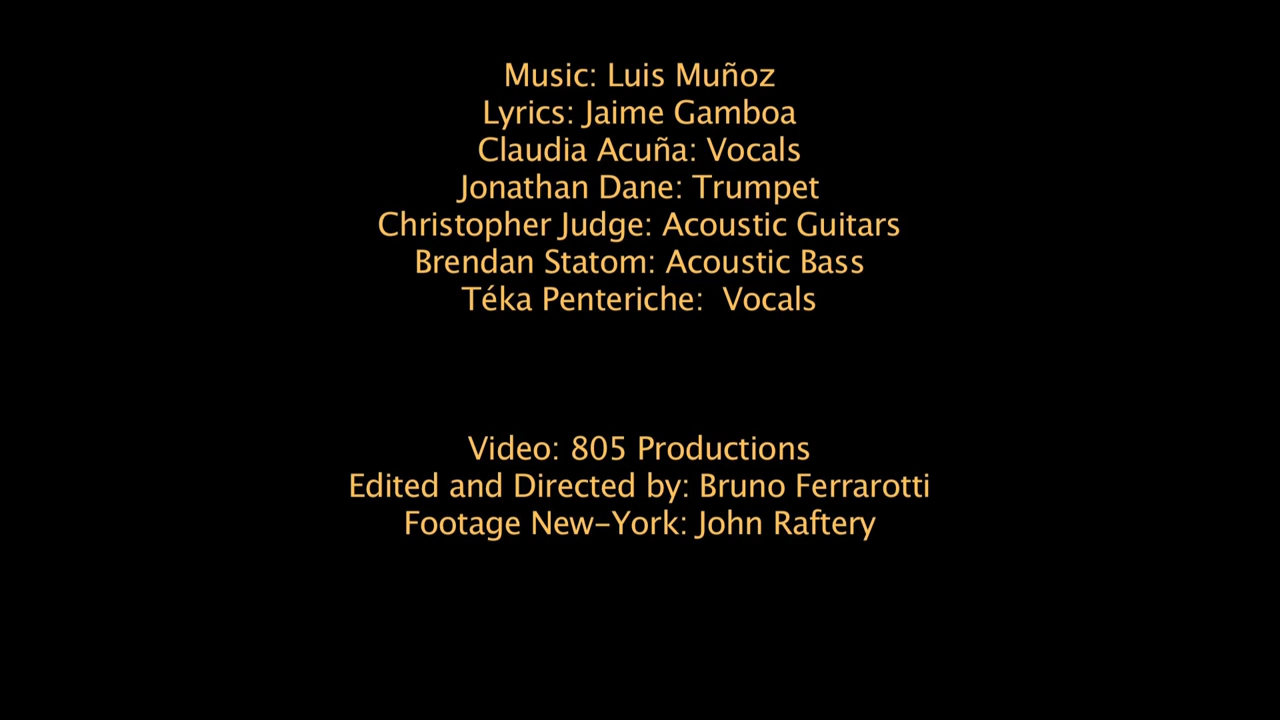 Music: Luis Muñoz
Lyrics: Jaime Gamboa
Claudia Acuña: Vocals
Jonathan Dane: Trumpet
Christopher Judge: Acoustic Guitars
Brendan Statom: Acoustic Bass
Téka Penteriche:  Vocals
Video: 805 Productions
Edited and Directed by: Bruno Ferrarotti
Footage New-York: John Raftery